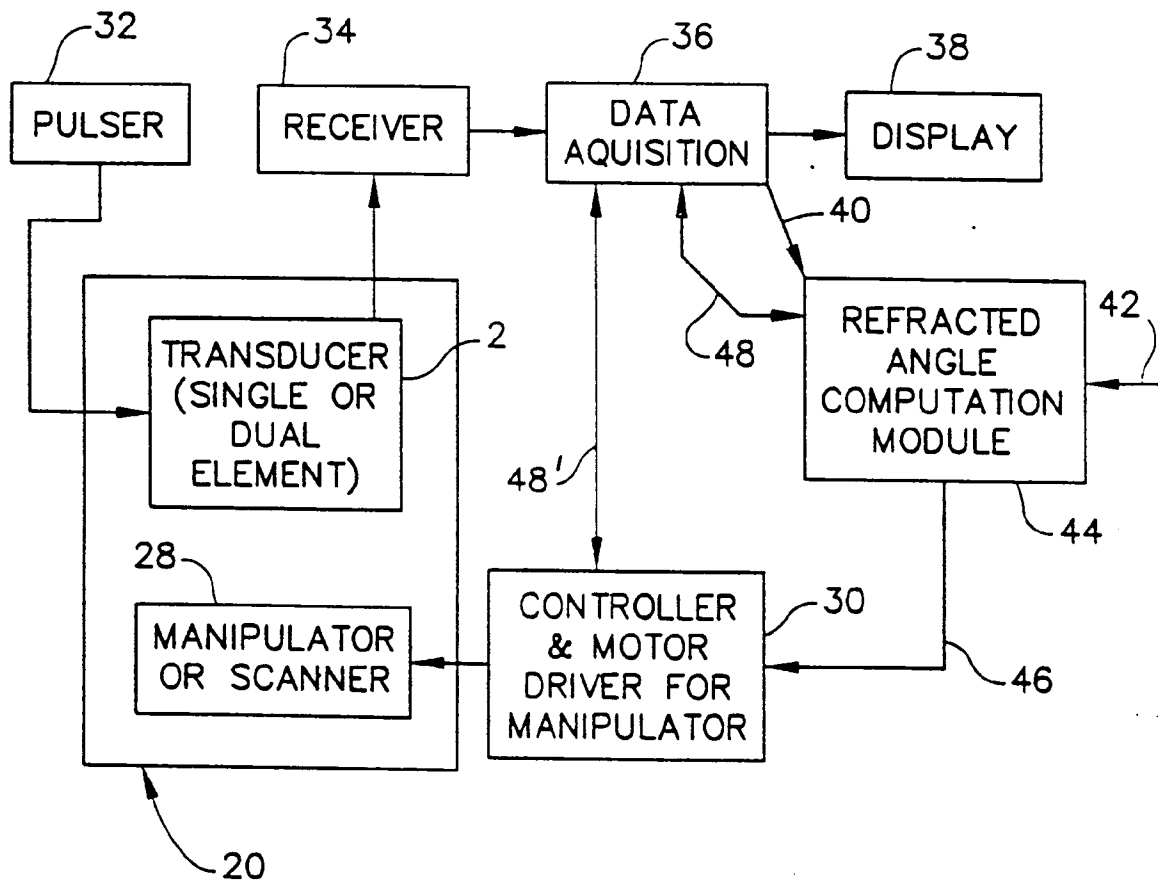 32
34
36
38
PULSER
RECEIVER
DATA
AQUISITION
DISPLAY
40
42
48
REFRACTED
ANGLE
COMPUTATION
MODULE
2
TRANSDUCER
(SINGLE OR
DUAL
ELEMENT)
48'
44
28
MANIPULATOR
OR SCANNER
CONTROLLER
& MOTOR
DRIVER FOR
MANIPULATOR
30
46
20